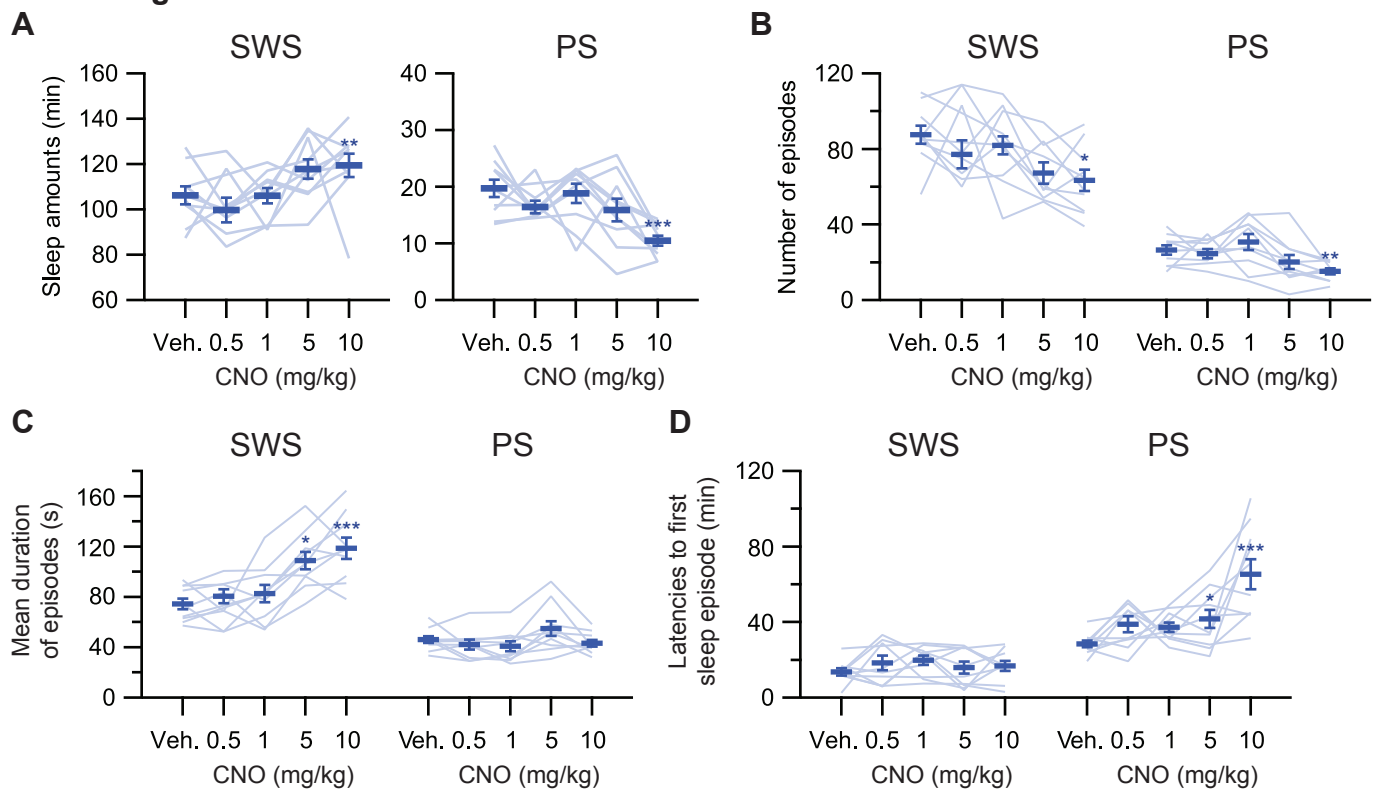 A
B
SWS
PS
SWS
PS
Sleep amounts (min)
160
140
120
100
80
60
**
40
30
20
10
0
***
Number of episodes
120
80
40
0
*
**
Veh. 0.5 1 5 10
Veh. 0.5 1 5 10
Veh. 0.5 1 5 10
Veh. 0.5 1 5 10
CNO (mg/kg)
CNO (mg/kg)
CNO (mg/kg)
CNO (mg/kg)
C
D
SWS
PS
SWS
PS
Mean duration
of episodes (s)
160
120
80
40
0
*
***
Latencies to first
sleep episode (min)
120
80
40
0
*
***
Veh. 0.5 1 5 10
Veh. 0.5 1 5 10
Veh. 0.5 1 5 10
Veh. 0.5 1 5 10
CNO (mg/kg)
CNO (mg/kg)
CNO (mg/kg)
CNO (mg/kg)